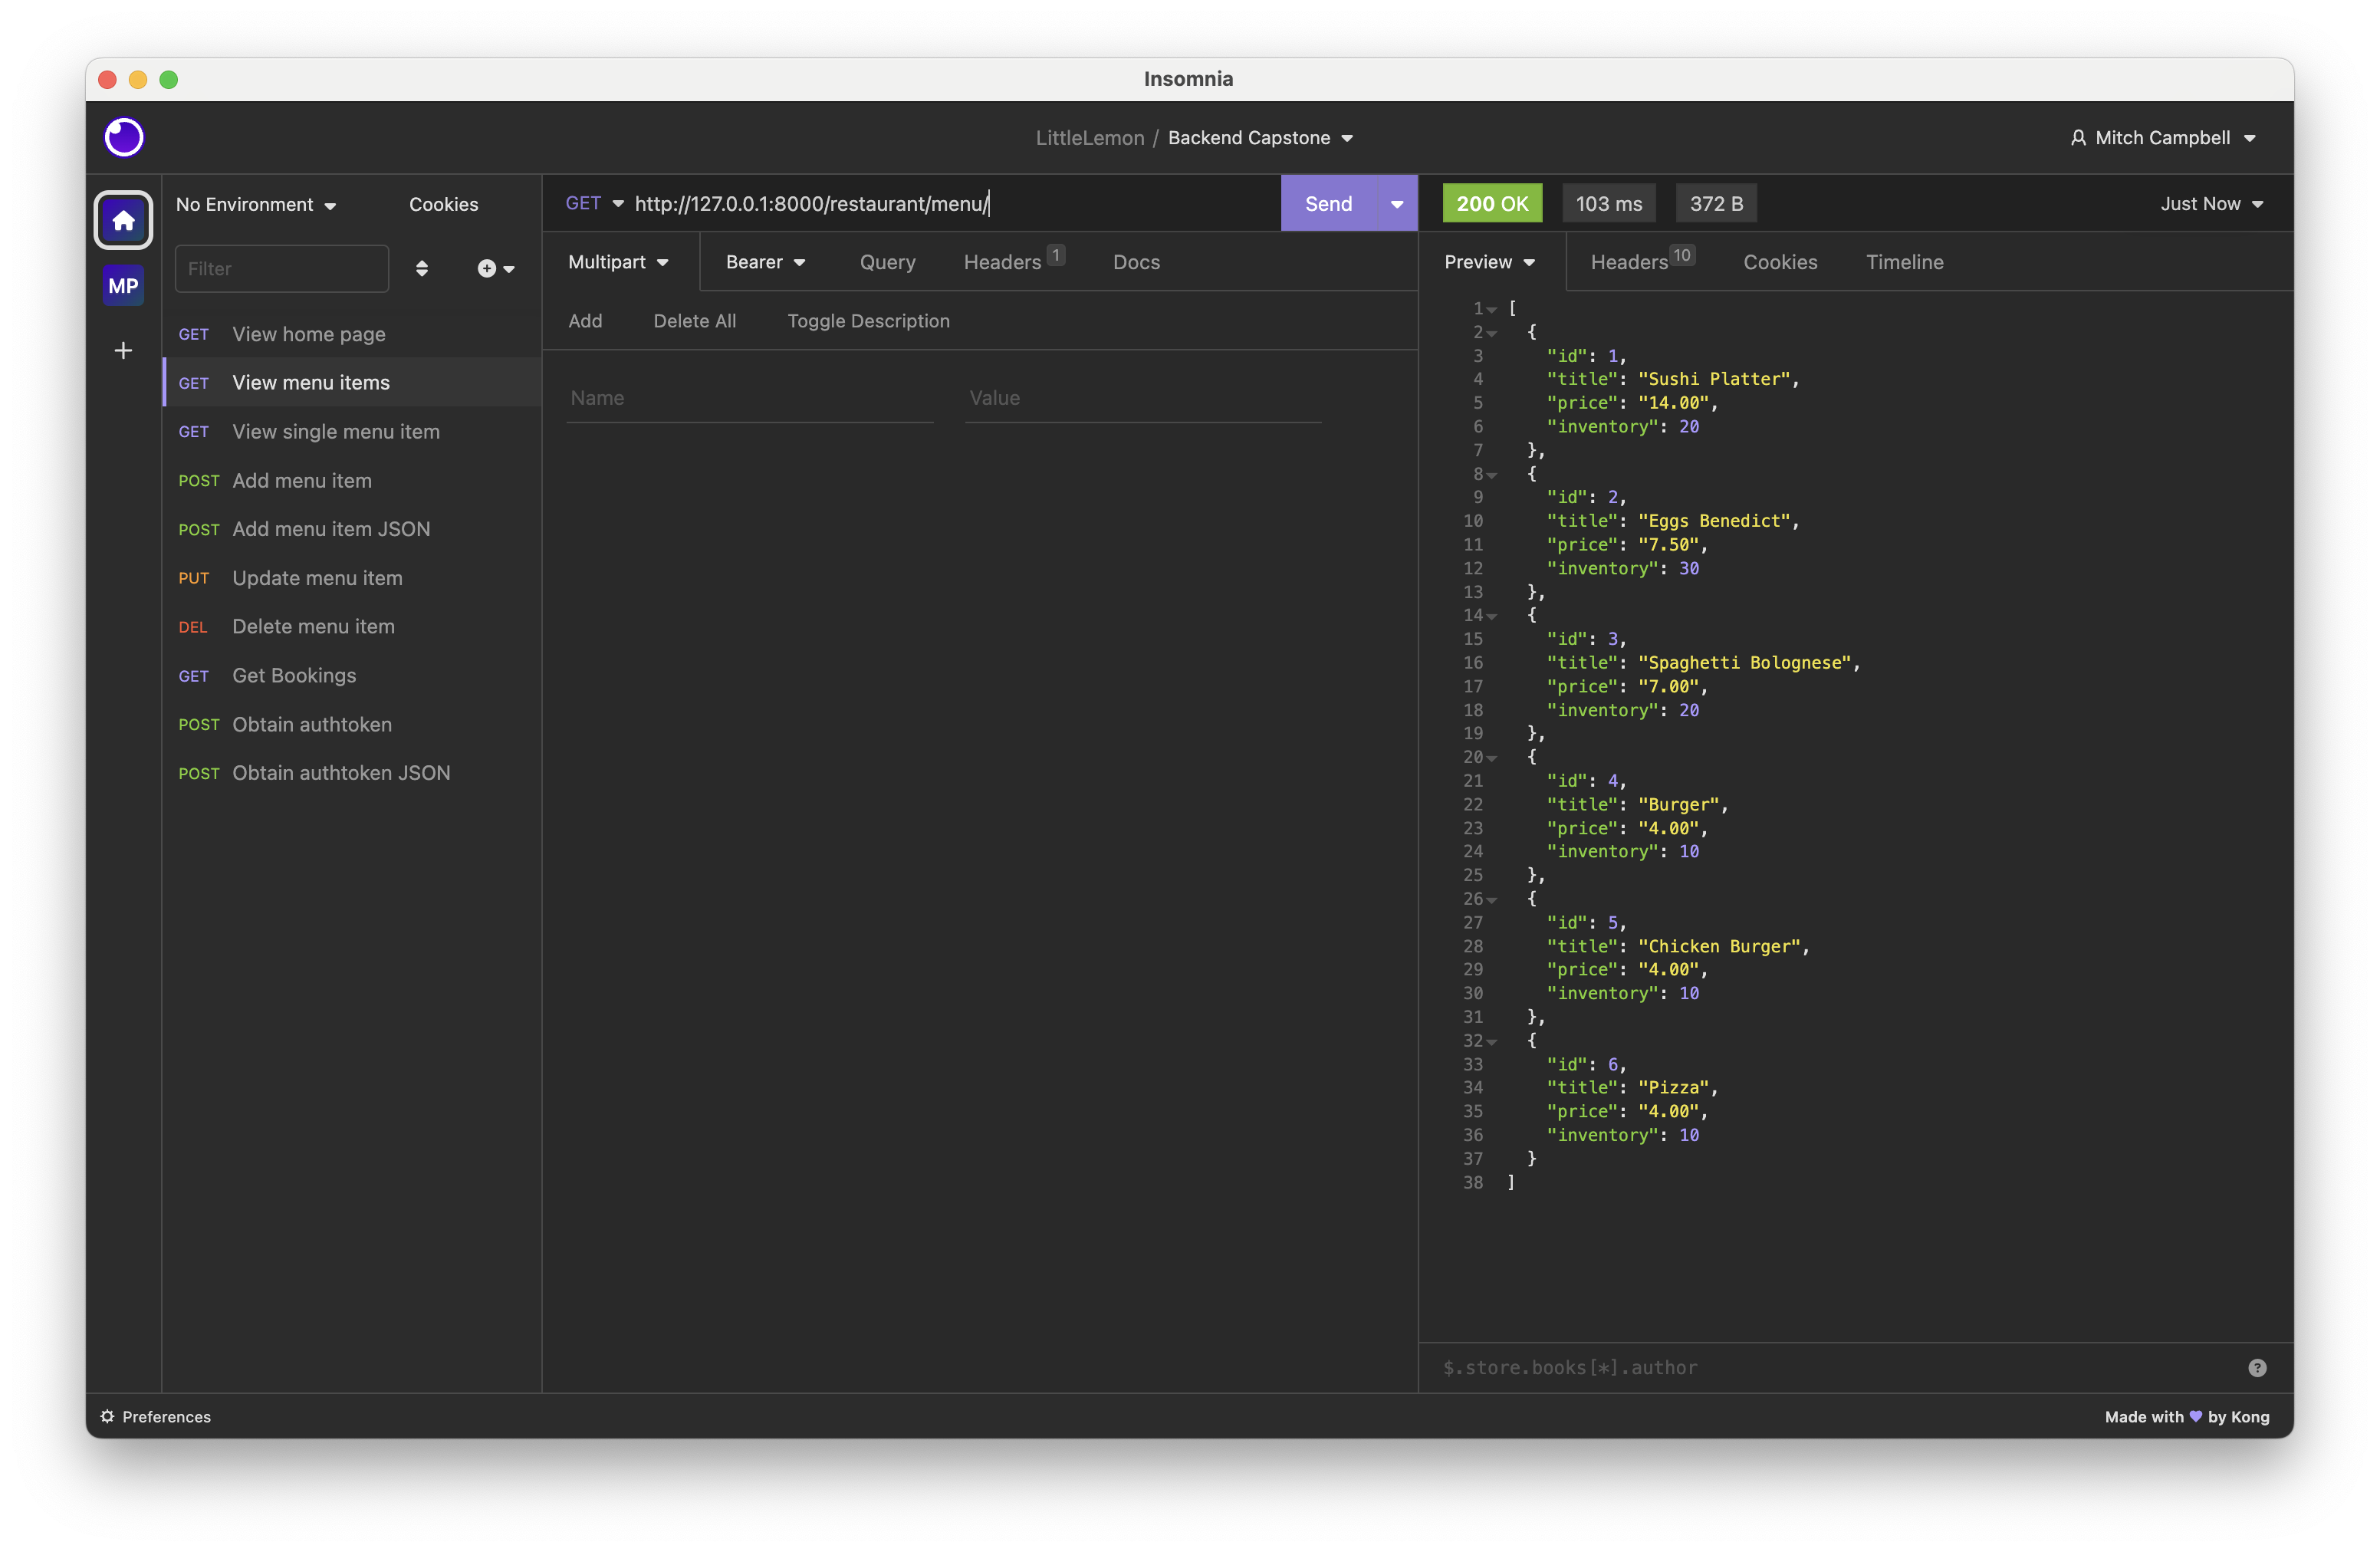 Insomnia
LittleLemon / Backend Capstone
Mitch Campbell
MP
No Environment
Cookies
Filter
GET View home page
GET View menu items
GET View single menu item
POST Add menu item
POST Add menu item JSON
PUT Update menu item
DEL Delete menu item
GET Get Bookings
POST Obtain authtoken
POST Obtain authtoken JSON
GET http://127.0.0.1:8000/restaurant/menu/
Send
Multipart Bearer Query Headers 1 Docs
Add Delete All Toggle Description
Name Value
200 OK 103 ms 372 B Just Now
Preview Headers 10 Cookies Timeline
1 [
2 {
3 "id": 1,
4 "title": "Sushi Platter",
5 "price": "14.00",
6 "inventory": 20
7 },
8 {
9 "id": 2,
10 "title": "Eggs Benedict",
11 "price": "7.50",
12 "inventory": 30
13 },
14 {
15 "id": 3,
16 "title": "Spaghetti Bolognese",
17 "price": "7.00",
18 "inventory": 20
19 },
20 {
21 "id": 4,
22 "title": "Burger",
23 "price": "4.00",
24 "inventory": 10
25 },
26 {
27 "id": 5,
28 "title": "Chicken Burger",
29 "price": "4.00",
30 "inventory": 10
31 },
32 {
33 "id": 6,
34 "title": "Pizza",
35 "price": "4.00",
36 "inventory": 10
37 }
38 ]
$.store.books[*].author
Preferences
Made with 💜 by Kong